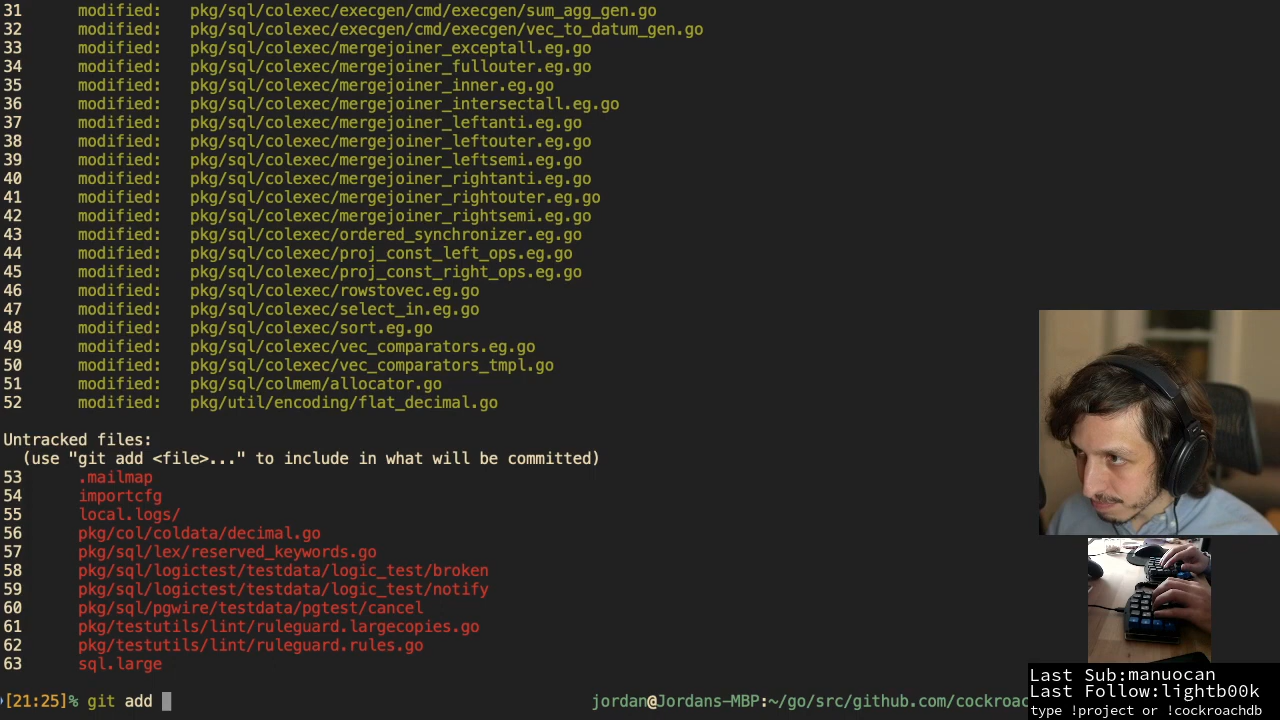 31 modified: pkg/sql/colexec/execgen/cmd/execgen/sum_agg_gen.go
32 modified: pkg/sql/colexec/execgen/cmd/execgen/vec_to_datum_gen.go
33 modified: pkg/sql/colexec/mergejoiner_exceptall.eg.go
34 modified: pkg/sql/colexec/mergejoiner_fullouter.eg.go
35 modified: pkg/sql/colexec/mergejoiner_inner.eg.go
36 modified: pkg/sql/colexec/mergejoiner_intersectall.eg.go
37 modified: pkg/sql/colexec/mergejoiner_leftanti.eg.go
38 modified: pkg/sql/colexec/mergejoiner_leftouter.eg.go
39 modified: pkg/sql/colexec/mergejoiner_leftsemi.eg.go
40 modified: pkg/sql/colexec/mergejoiner_rightanti.eg.go
41 modified: pkg/sql/colexec/mergejoiner_rightouter.eg.go
42 modified: pkg/sql/colexec/mergejoiner_rightsemi.eg.go
43 modified: pkg/sql/colexec/ordered_synchronizer.eg.go
44 modified: pkg/sql/colexec/proj_const_left_ops.eg.go
45 modified: pkg/sql/colexec/proj_const_right_ops.eg.go
46 modified: pkg/sql/colexec/rowstovec.eg.go
47 modified: pkg/sql/colexec/select_in.eg.go
48 modified: pkg/sql/colexec/sort.eg.go
49 modified: pkg/sql/colexec/vec_comparators.eg.go
50 modified: pkg/sql/colexec/vec_comparators_tmpl.go
51 modified: pkg/sql/colmem/allocator.go
52 modified: pkg/util/encoding/flat_decimal.go
Untracked files:
(use "git add <file>..." to include in what will be committed)
53 .mailmap
54 importcfg
55 local.logs/
56 pkg/col/coldata/decimal.go
57 pkg/sql/lex/reserved_keywords.go
58 pkg/sql/logictest/testdata/logic_test/broken
59 pkg/sql/logictest/testdata/logic_test/notify
60 pkg/sql/pgwire/testdata/pgtest/cancel
61 pkg/testutils/lint/ruleguard.largecopies.go
62 pkg/testutils/lint/ruleguard.rules.go
63 sql.large
[21:25]% git add jordan@Jordans-MBP:~/go/src/github.com/cockroac
Last Sub:manuocan
Last Follow:lightb00k
type !project or !cockroachdb